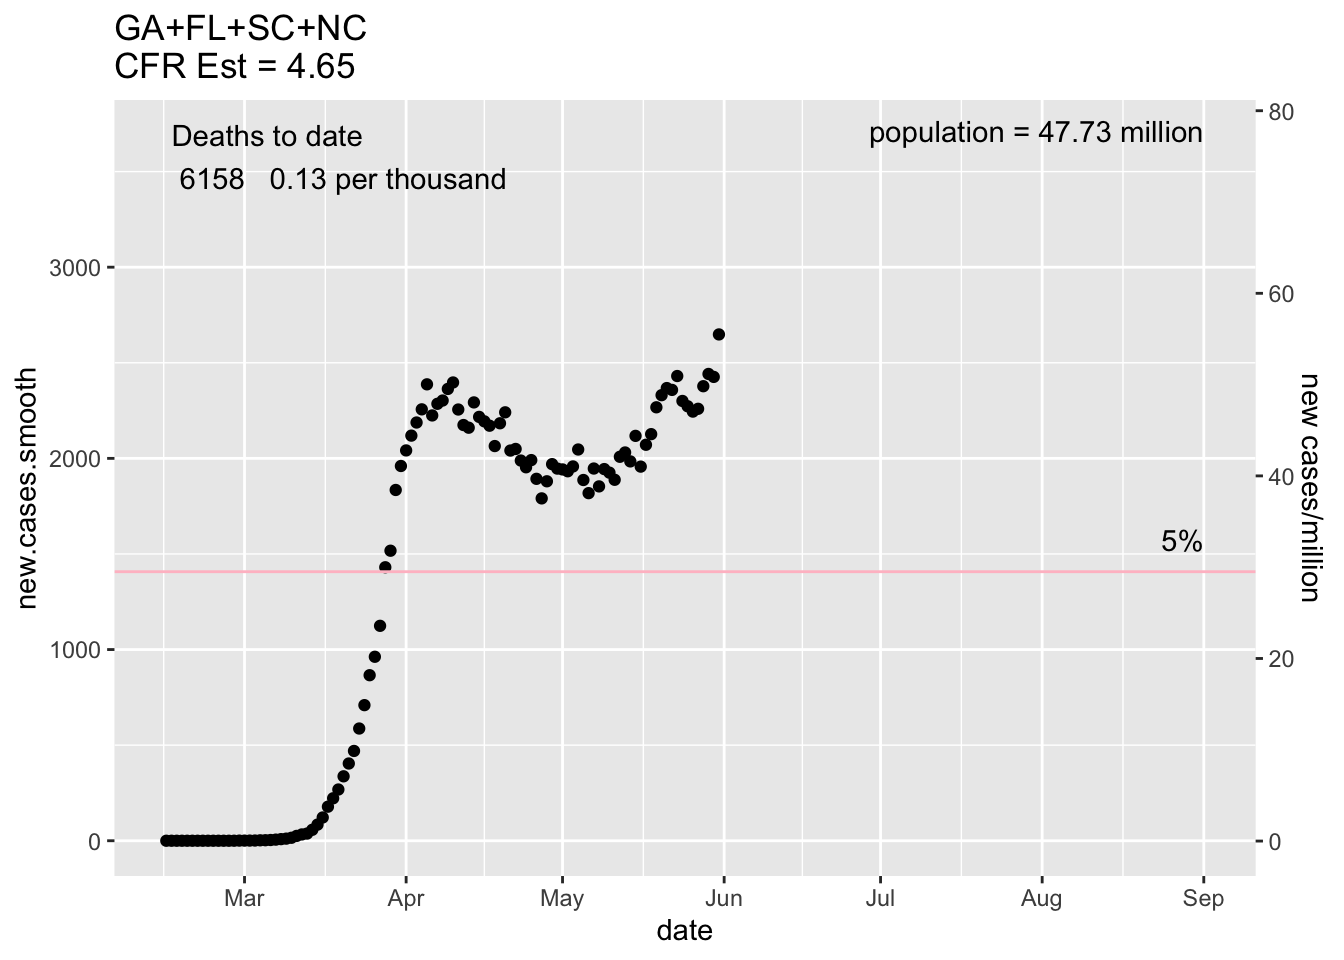 GA+FL+SC+NC
CFR Est = 4.65
Deaths to date
6158 0.13 per thousand
population = 47.73 million
80
60
40
20
0
3000
2000
1000
0
new.cases.smooth
new cases/million
5%
Mar Apr May Jun Jul Aug Sep
date